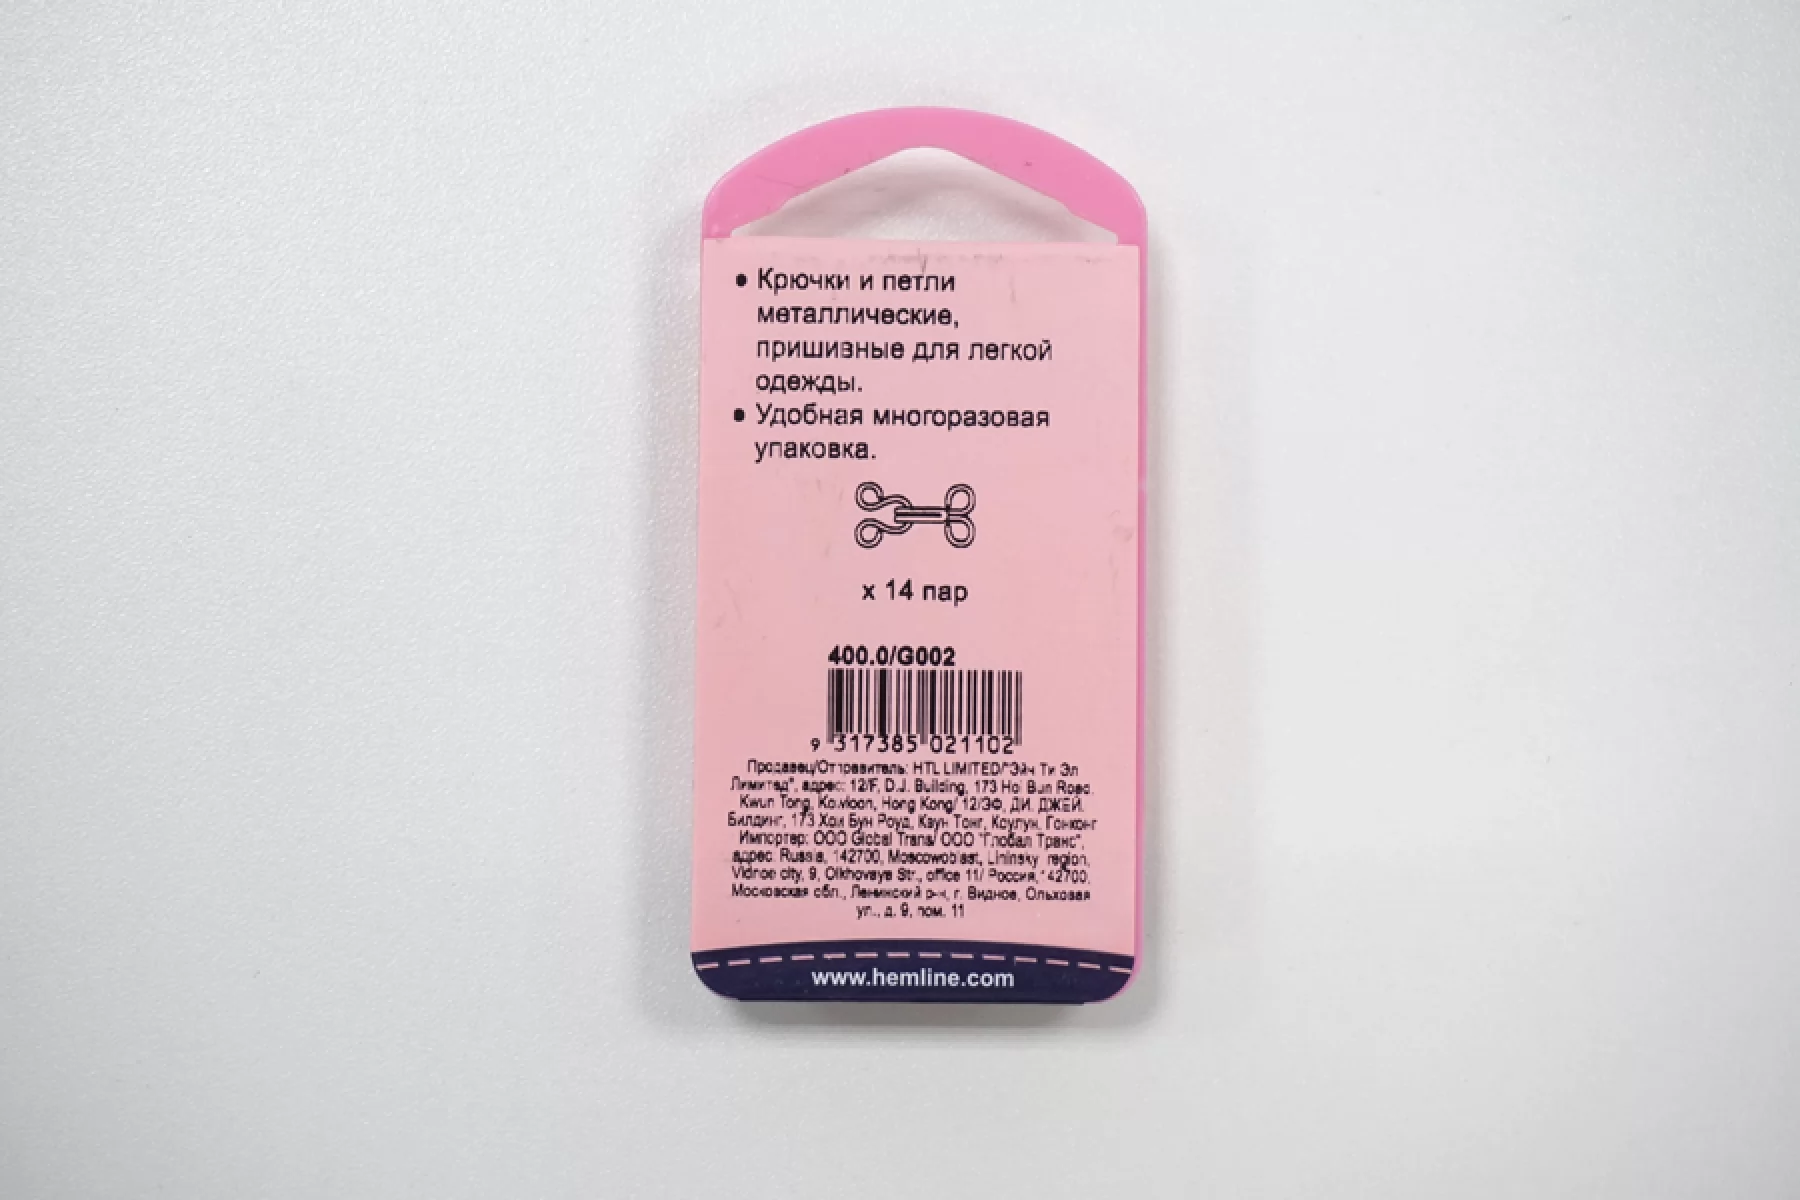 • Крючки и петли
металлические,
пришивные для легкой
одежды.
• Удобная многоразовая
упаковка.
x 14 пар
400.0/G002
9 317385 021102
Продавец/Отправитель: HTL LIMITED/"Эйч Ти Эл
Лимитед", адрес: 12/F, D.J. Building, 173 Hoi Bun Road,
Kwun Tong, Kowloon, Hong Kong/ 12/ЭФ, ДИ. ДЖЕЙ.
Билдинг, 173 Хои Бун Роуд, Квун Тонг, Коулун, Гонконг
Импортер: ООО Global Trans/ ООО "Глобал Транс",
адрес: Russia, 142700, Moscowoblast, Lininsky region,
Vidnoe city, 9, Olkhovaya Str., office 11/ Россия, 142700,
Московская обл., Ленинский р-н, г. Видное, Ольховая
ул., д. 9, пом. 11
www.hemline.com